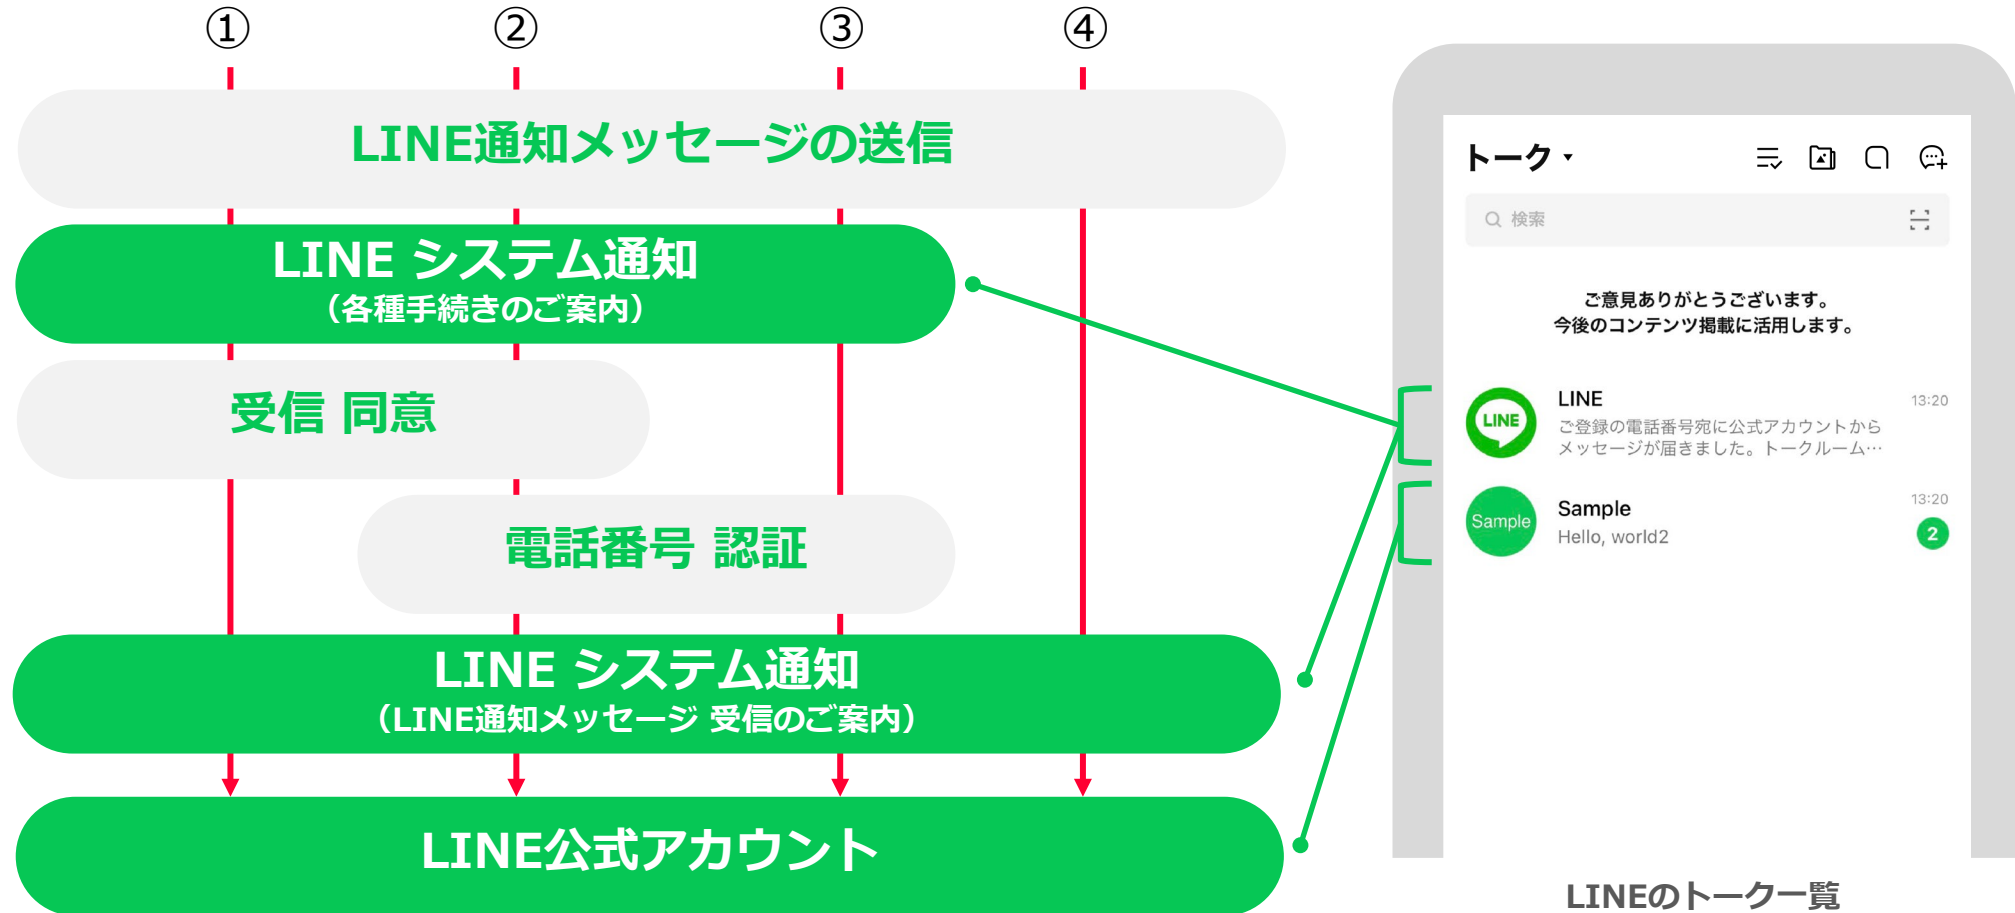 ① ② ③ ④
LINE通知メッセージの送信
LINE システム通知
（各種手続きのご案内）
受信 同意
電話番号 認証
LINE システム通知
（LINE通知メッセージ 受信のご案内）
LINE公式アカウント
トーク
検索
ご意見ありがとうございます。
今後のコンテンツ掲載に活用します。
LINE
LINE 13:20
ご登録の電話番号宛に公式アカウントから
メッセージが届きました。トークルーム…
Sample
Sample 13:20
Hello, world2 2
LINEのトーク一覧